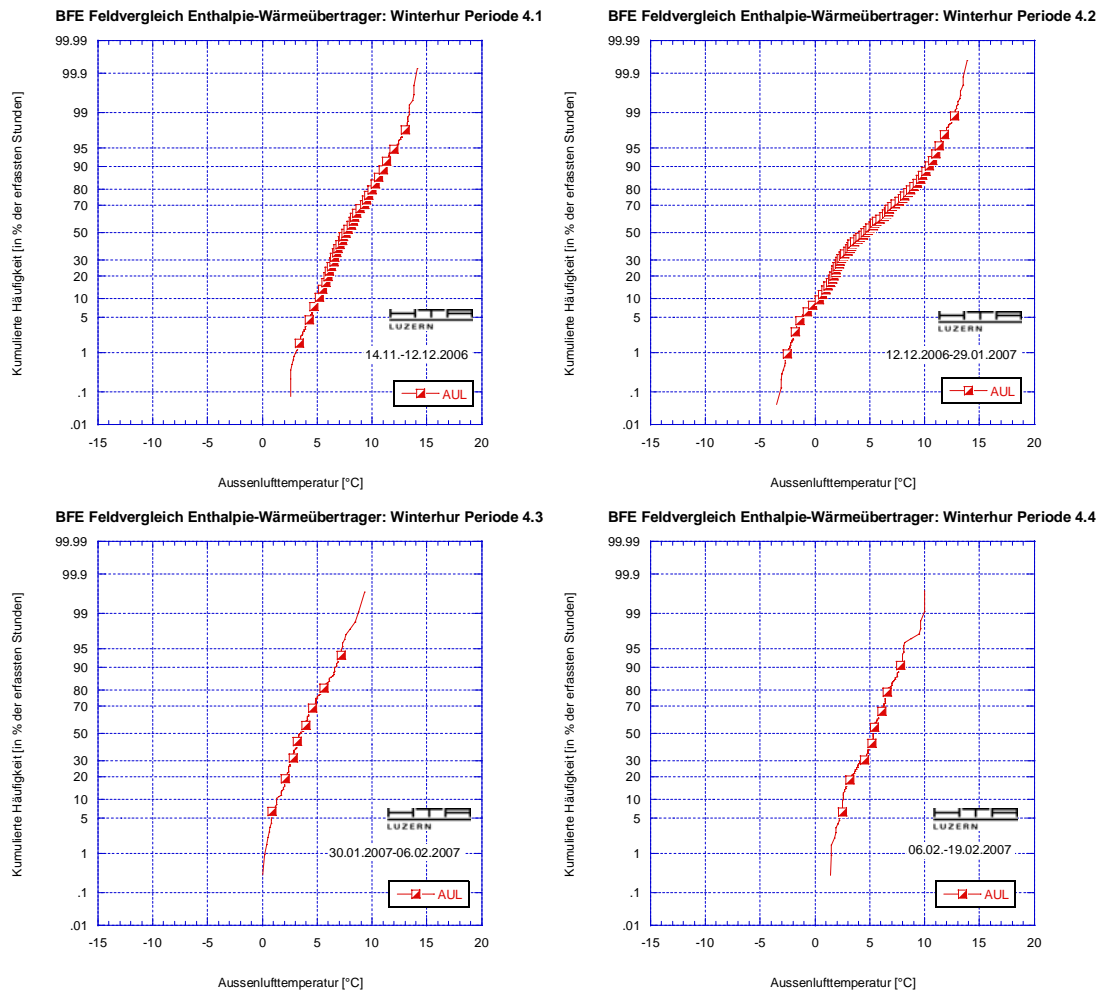 BFE Feldvergleich Enthalpie-Wärmeübertrager: Winterhur Periode 4.1
Kumulierte Häufigkeit [in % der erfassten Stunden]
99.99
99.9
99
95
90
80
70
50
30
20
10
5
1
.1
.01
LUZERN
14.11.-12.12.2006
AUL
-15 -10 -5 0 5 10 15 20
Aussenlufttemperatur [°C]
BFE Feldvergleich Enthalpie-Wärmeübertrager: Winterhur Periode 4.2
Kumulierte Häufigkeit [in % der erfassten Stunden]
99.99
99.9
99
95
90
80
70
50
30
20
10
5
1
.1
.01
HTA
LUZERN
12.12.2006-29.01.2007
AUL
-15 -10 -5 0 5 10 15 20
Aussenlufttemperatur [°C]
BFE Feldvergleich Enthalpie-Wärmeübertrager: Winterhur Periode 4.3
Kumulierte Häufigkeit [in % der erfassten Stunden]
99.99
99.9
99
95
90
80
70
50
30
20
10
5
1
.1
.01
HTA
LUZERN
30.01.2007-06.02.2007
AUL
-15 -10 -5 0 5 10 15 20
Aussenlufttemperatur [°C]
BFE Feldvergleich Enthalpie-Wärmeübertrager: Winterhur Periode 4.4
Kumulierte Häufigkeit [in % der erfassten Stunden]
99.99
99.9
99
95
90
80
70
50
30
20
10
5
1
.1
.01
HTA
LUZERN
06.02.-19.02.2007
AUL
-15 -10 -5 0 5 10 15 20
Aussenlufttemperatur [°C]